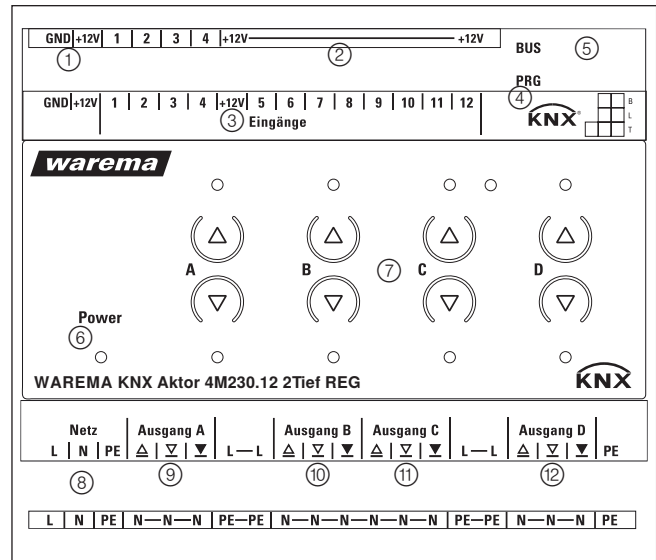 GND +12V 1 2 3 4 +12V +12V
① ②
BUS ⑤
PRG
④
GND +12V 1 2 3 4 +12V 5 6 7 8 9 10 11 12
③ Eingänge
KNX®
B
L
T
warema
A B ⑦ C D
Power
⑥
WAREMA KNX Aktor 4M230.12 2Tief REG
KNX
Netz Ausgang A Ausgang B Ausgang C Ausgang D
L N PE L—L L—L PE
⑧ ⑨ ⑩ ⑪ ⑫
L N PE N—N—N PE—PE N—N—N—N—N—N PE—PE N—N—N PE